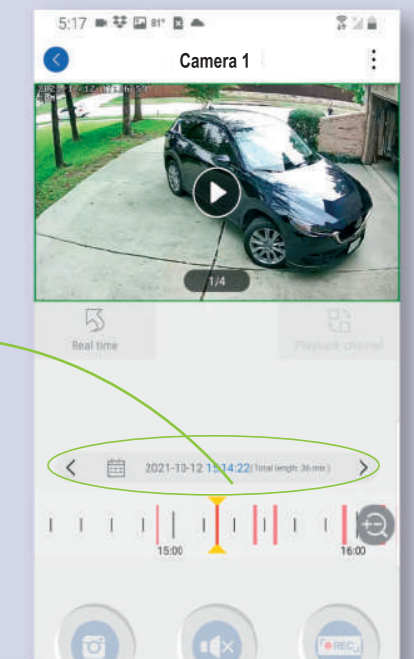 5:17 81°
Camera 1
1/4
Real time
Playback channel
2021-10-12 15:14:22(Total length: 36 min )
15:00 16:00
REC